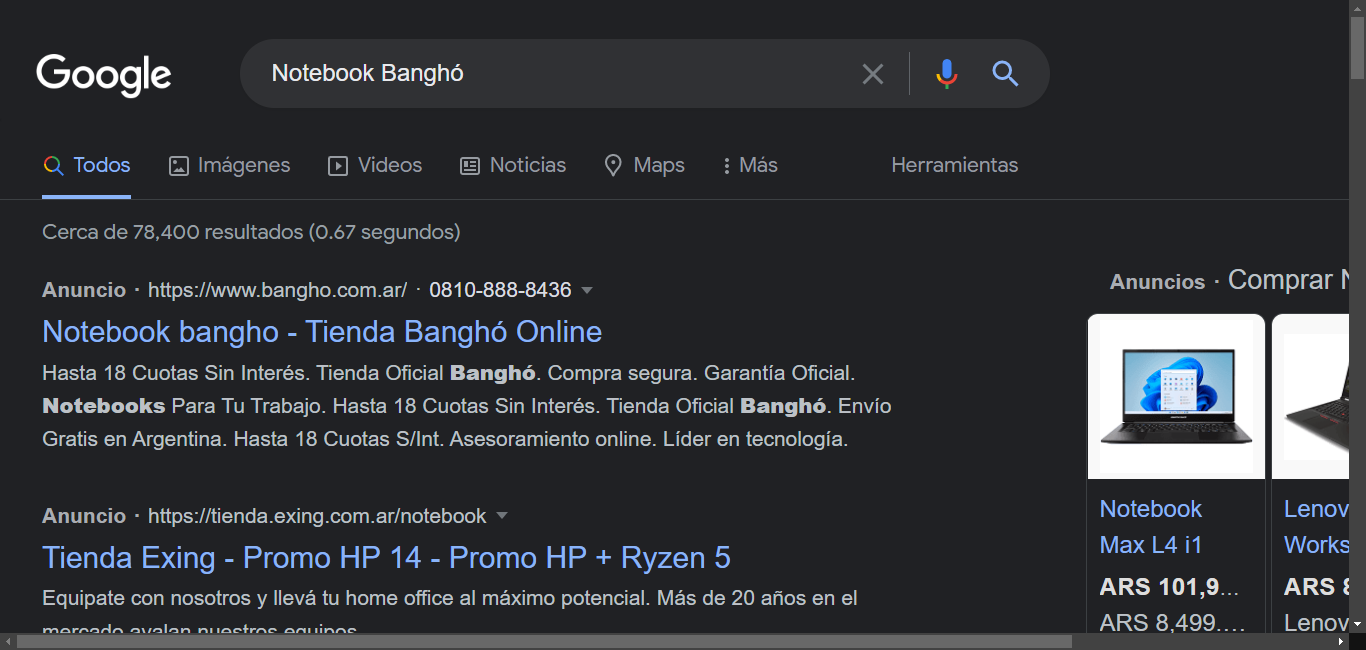 Google
Notebook Banghó
Todos
Imágenes
Videos
Noticias
Maps
Más
Herramientas
Cerca de 78,400 resultados (0.67 segundos)
Anuncio · https://www.bangho.com.ar/ · 0810-888-8436
Notebook bangho - Tienda Banghó Online
Hasta 18 Cuotas Sin Interés. Tienda Oficial Banghó. Compra segura. Garantía Oficial.
Notebooks Para Tu Trabajo. Hasta 18 Cuotas Sin Interés. Tienda Oficial Banghó. Envío
Gratis en Argentina. Hasta 18 Cuotas S/Int. Asesoramiento online. Líder en tecnología.
Anuncio · https://tienda.exing.com.ar/notebook
Tienda Exing - Promo HP 14 - Promo HP + Ryzen 5
Equipate con nosotros y llevá tu home office al máximo potencial. Más de 20 años en el
mercado avalan nuestros equipos.
Anuncios · Comprar N
Notebook
Max L4 i1
ARS 101,9...
ARS 8,499....
Lenov
Works
ARS 8
Lenov